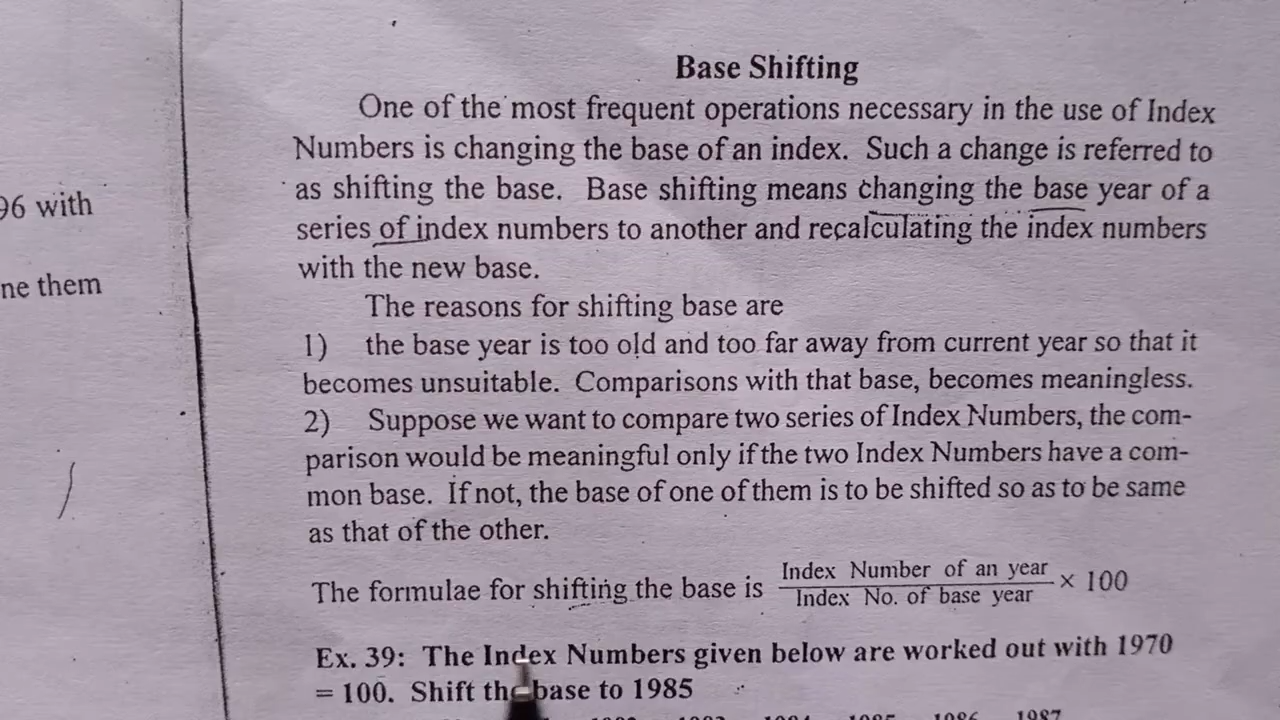 96 with
ne them
Base Shifting
One of the most frequent operations necessary in the use of Index
Numbers is changing the base of an index. Such a change is referred to
as shifting the base. Base shifting means changing the base year of a
series of index numbers to another and recalculating the index numbers
with the new base.
The reasons for shifting base are
1) the base year is too old and too far away from current year so that it
becomes unsuitable. Comparisons with that base, becomes meaningless.
2) Suppose we want to compare two series of Index Numbers, the com-
parison would be meaningful only if the two Index Numbers have a com-
mon base. If not, the base of one of them is to be shifted so as to be same
as that of the other.
The formulae for shifting the base is Index Number of an year / Index No. of base year × 100
Ex. 39: The Index Numbers given below are worked out with 1970
= 100. Shift the base to 1985
1985 1986 1987